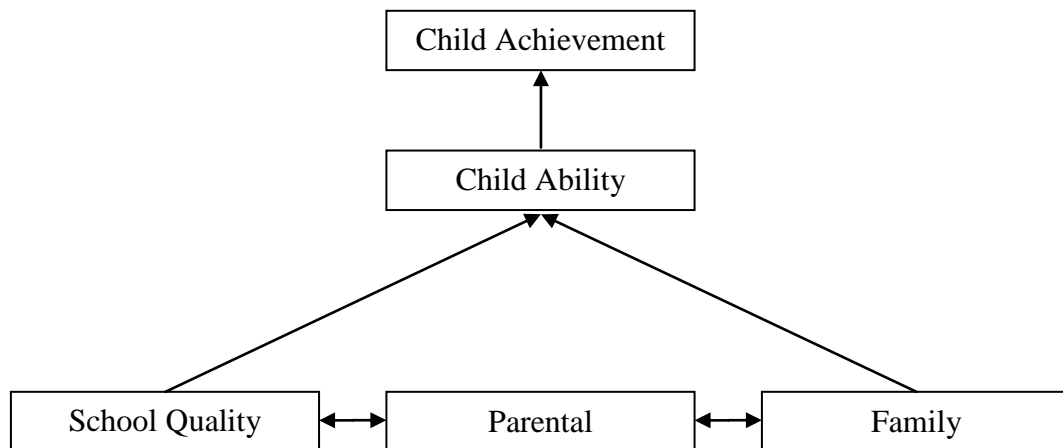 Child Achievement
Child Ability
School Quality
Parental
Family